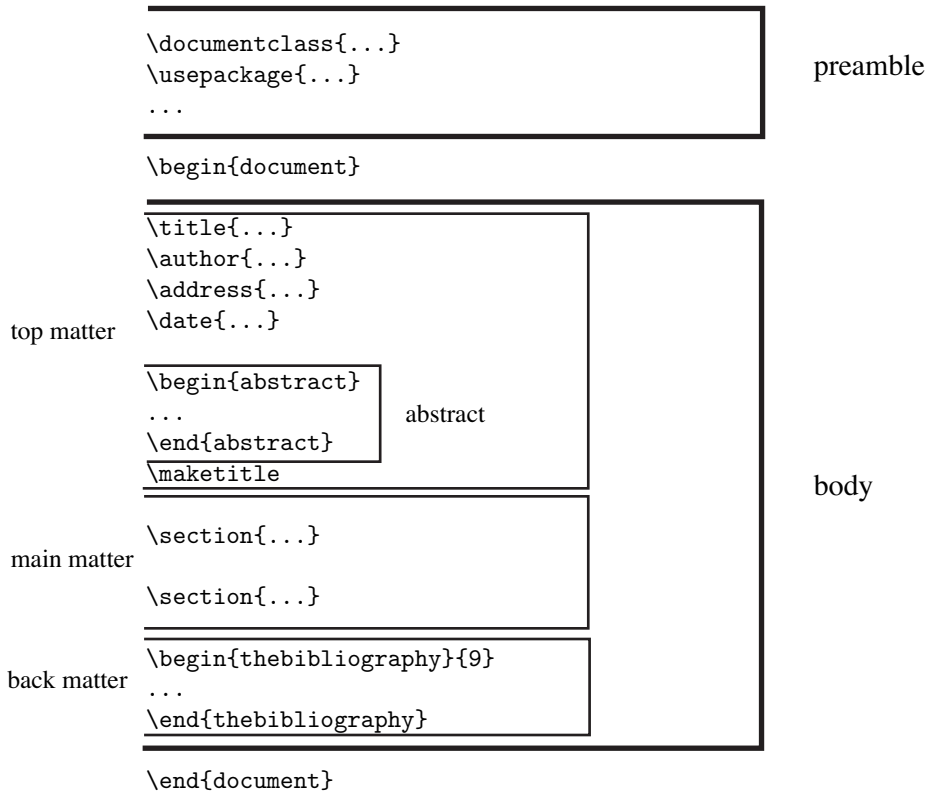 \documentclass{...}
\usepackage{...}
preamble
...
\begin{document}
\title{...}
\author{...}
\address{...}
\date{...}
top matter
\begin{abstract}
...
abstract
\end{abstract}
\maketitle
body
\section{...}
main matter
\section{...}
\begin{thebibliography}{9}
back matter
...
\end{thebibliography}
\end{document}